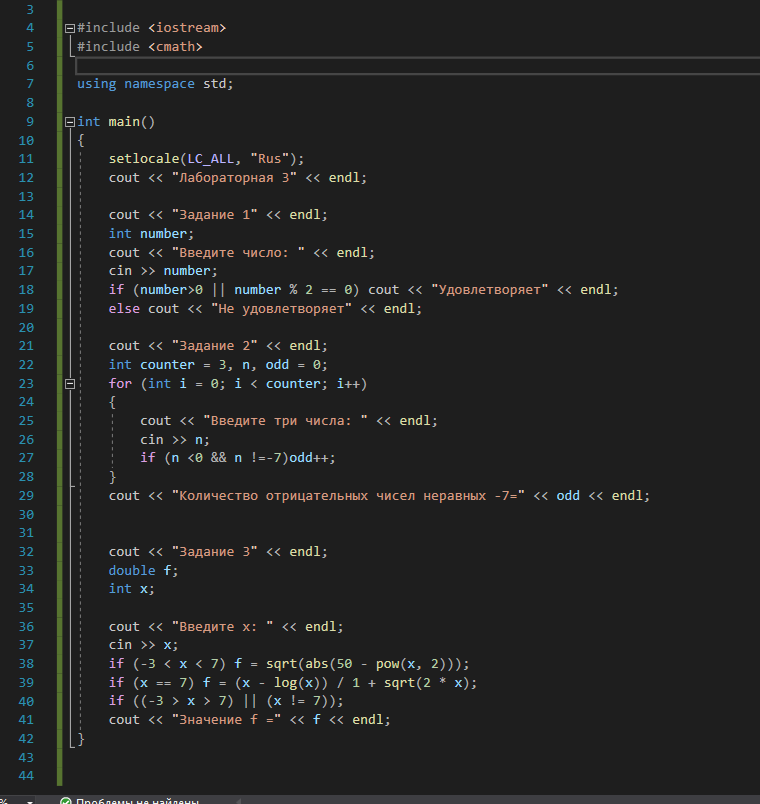 3
4 #include <iostream>
5 #include <cmath>
6
7 using namespace std;
8
9 int main()
10 {
11 setlocale(LC_ALL, "Rus");
12 cout << "Лабораторная 3" << endl;
13
14 cout << "Задание 1" << endl;
15 int number;
16 cout << "Введите число: " << endl;
17 cin >> number;
18 if (number>0 || number % 2 == 0) cout << "Удовлетворяет" << endl;
19 else cout << "Не удовлетворяет" << endl;
20
21 cout << "Задание 2" << endl;
22 int counter = 3, n, odd = 0;
23 for (int i = 0; i < counter; i++)
24 {
25 cout << "Введите три числа: " << endl;
26 cin >> n;
27 if (n <0 && n !=-7)odd++;
28 }
29 cout << "Количество отрицательных чисел неравных -7=" << odd << endl;
30
31
32 cout << "Задание 3" << endl;
33 double f;
34 int x;
35
36 cout << "Введите x: " << endl;
37 cin >> x;
38 if (-3 < x < 7) f = sqrt(abs(50 - pow(x, 2)));
39 if (x == 7) f = (x - log(x)) / 1 + sqrt(2 * x);
40 if ((-3 > x > 7) || (x != 7));
41 cout << "Значение f =" << f << endl;
42 }
43
44
% Проблемы не найдены